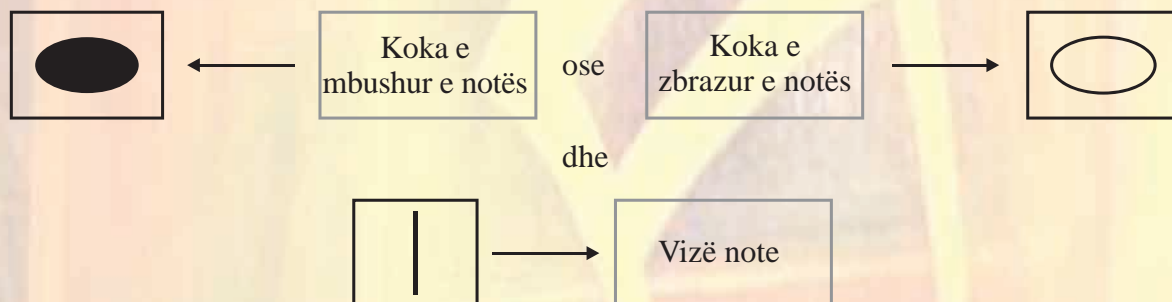 Koka e
mbushur e notës
ose
Koka e
zbrazur e notës
dhe
Vizë note